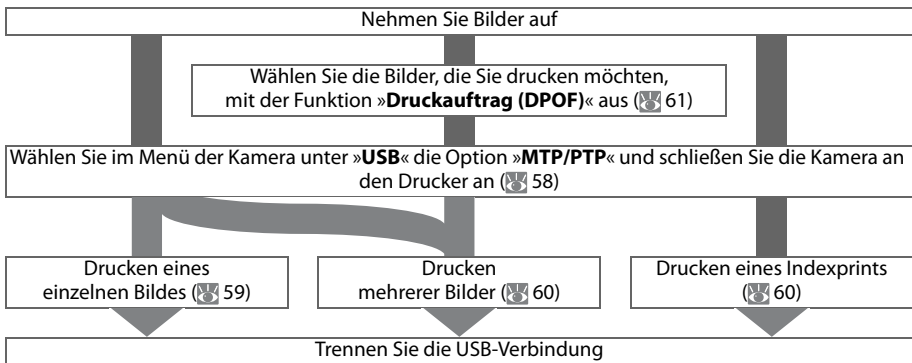 Nehmen Sie Bilder auf
Wählen Sie die Bilder, die Sie drucken möchten,
mit der Funktion »Druckauftrag (DPOF)« aus (61)
Wählen Sie im Menü der Kamera unter »USB« die Option »MTP/PTP« und schließen Sie die Kamera an
den Drucker an (58)
Drucken eines
einzelnen Bildes (59)
Drucken
mehrerer Bilder (60)
Drucken eines Indexprints
(60)
Trennen Sie die USB-Verbindung